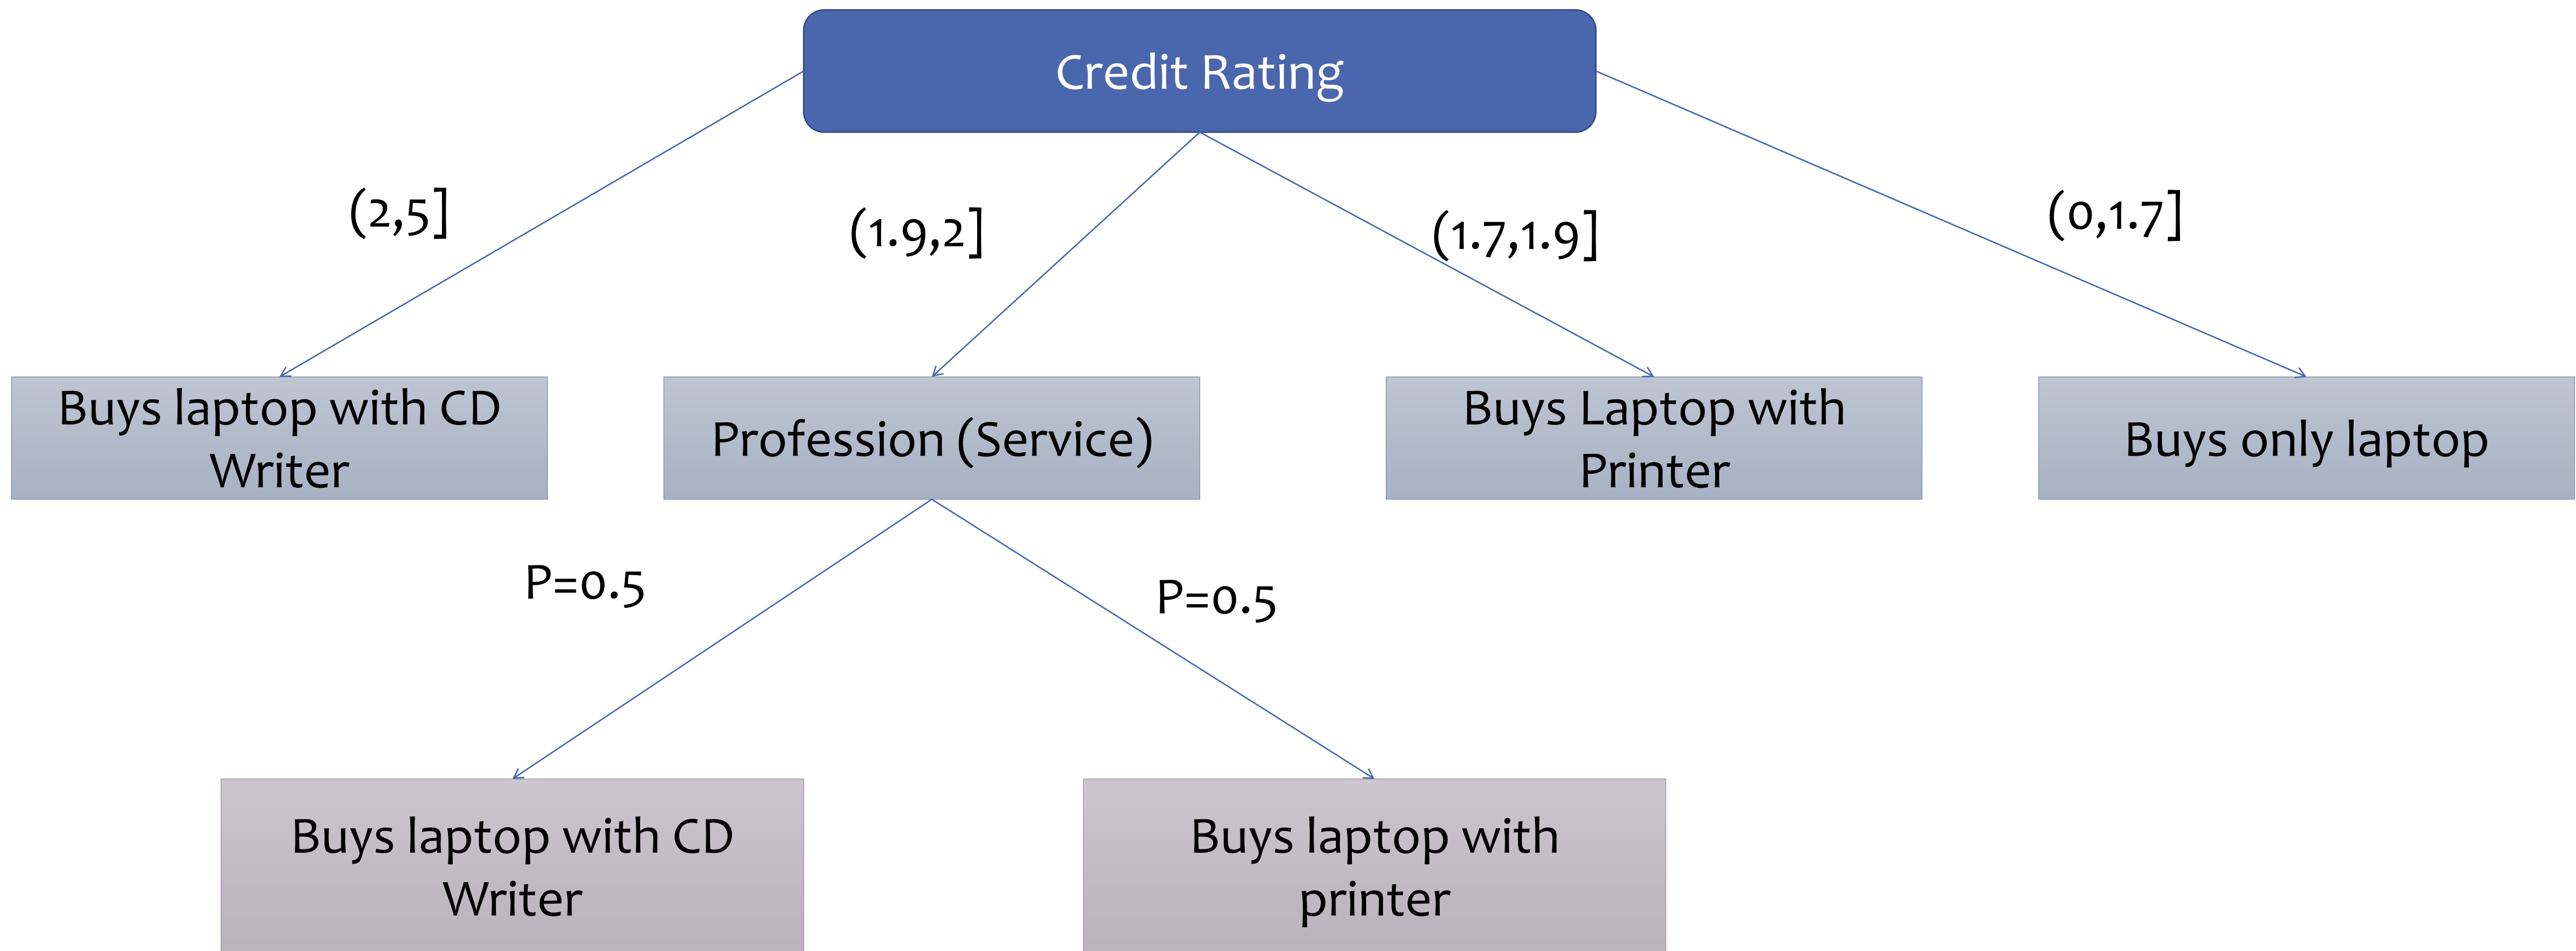 Credit Rating
(2,5]
(1.9,2]
(1.7,1.9]
(0,1.7]
Buys laptop with CD
Writer
Profession (Service)
Buys Laptop with
Printer
Buys only laptop
P=0.5
P=0.5
Buys laptop with CD
Writer
Buys laptop with
printer